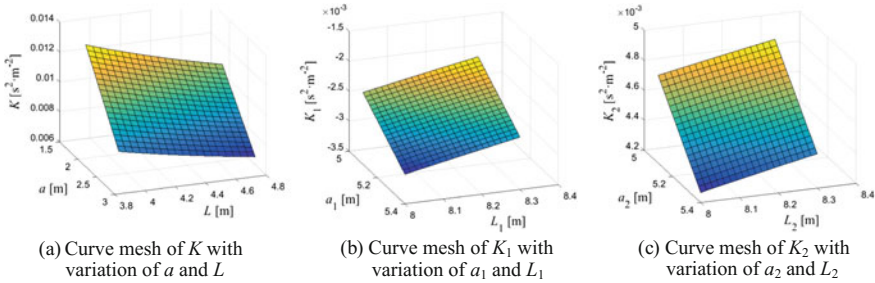 0.014
0.012
0.01
0.008
0.006
K [s²·m⁻²]
1.5
2
2.5
3
a [m]
3.8
4
4.2
4.4
4.6
4.8
L [m]
(a) Curve mesh of K with
variation of a and L
×10⁻³
-1.5
-2
-2.5
-3
-3.5
K₁ [s²·m⁻²]
5
5.2
5.4
a₁ [m]
8
8.1
8.2
8.3
8.4
L₁ [m]
(b) Curve mesh of K₁ with
variation of a₁ and L₁
×10⁻³
5
4.8
4.6
4.4
4.2
K₂ [s²·m⁻²]
5
5.2
5.4
a₂ [m]
8
8.1
8.2
8.3
8.4
L₂ [m]
(c) Curve mesh of K₂ with
variation of a₂ and L₂